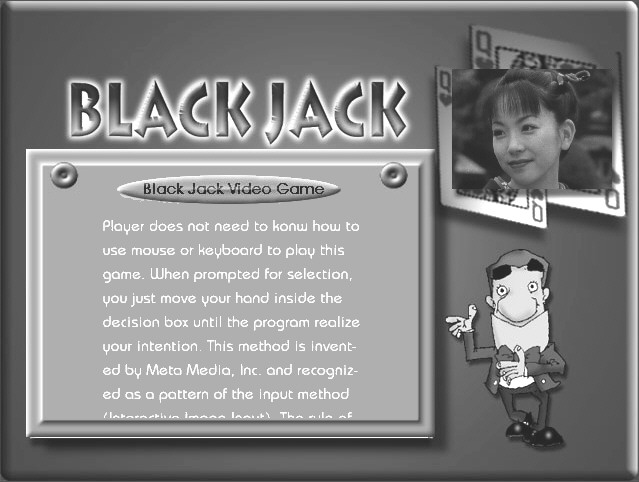 BLACK JACK
Black Jack Video Game
Player does not need to konw how to
use mouse or keyboard to play this
game. When prompted for selection,
you just move your hand inside the
decision box until the program realize
your intention. This method is invent-
ed by Meta Media, Inc. and recogniz-
ed as a pattern of the input method
(Interactive Image Input). The rule of
Q
Q
Q
Q